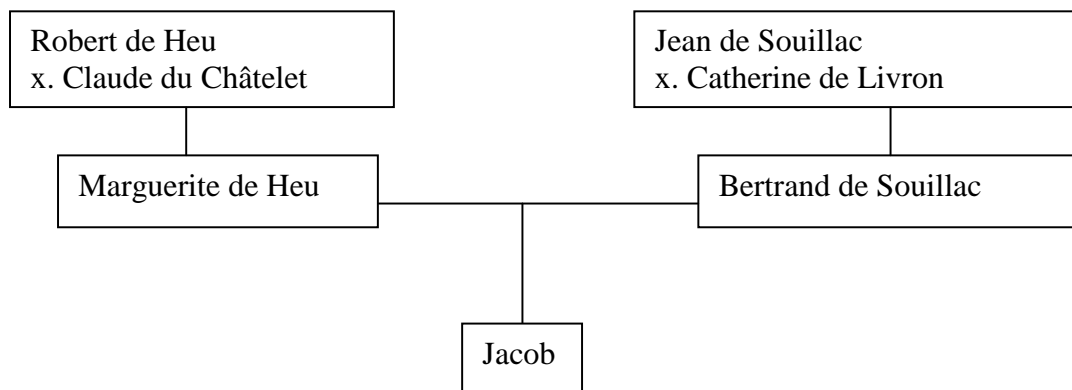 Robert de Heu
x. Claude du Châtelet
Jean de Souillac
x. Catherine de Livron
Marguerite de Heu
Bertrand de Souillac
Jacob